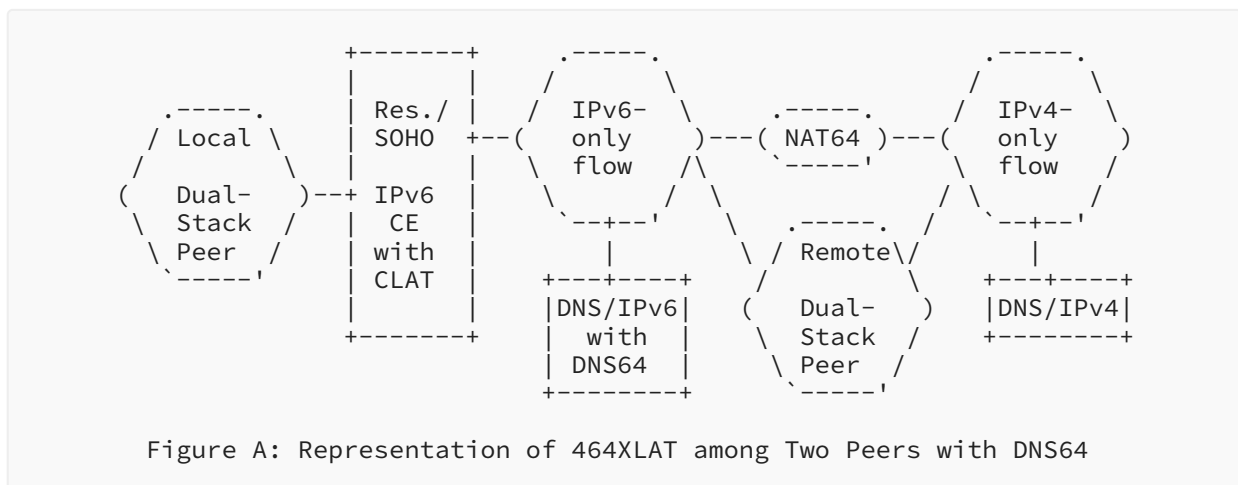 Res./
SOHO
IPv6
CE
with
CLAT
Local
Dual-
Stack
Peer
IPv6-
only
flow
NAT64
IPv4-
only
flow
DNS/IPv6
with
DNS64
Remote
Dual-
Stack
Peer
DNS/IPv4
Figure A: Representation of 464XLAT among Two Peers with DNS64